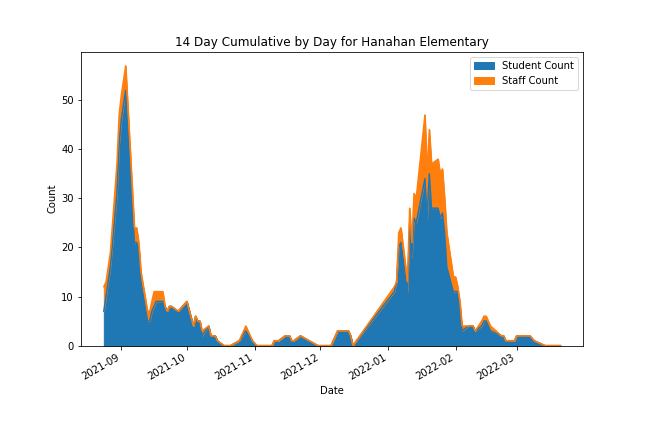 14 Day Cumulative by Day for Hanahan Elementary
Student Count
Staff Count
Count
50
40
30
20
10
0
2021-09
2021-10
2021-11
2021-12
2022-01
2022-02
2022-03
Date